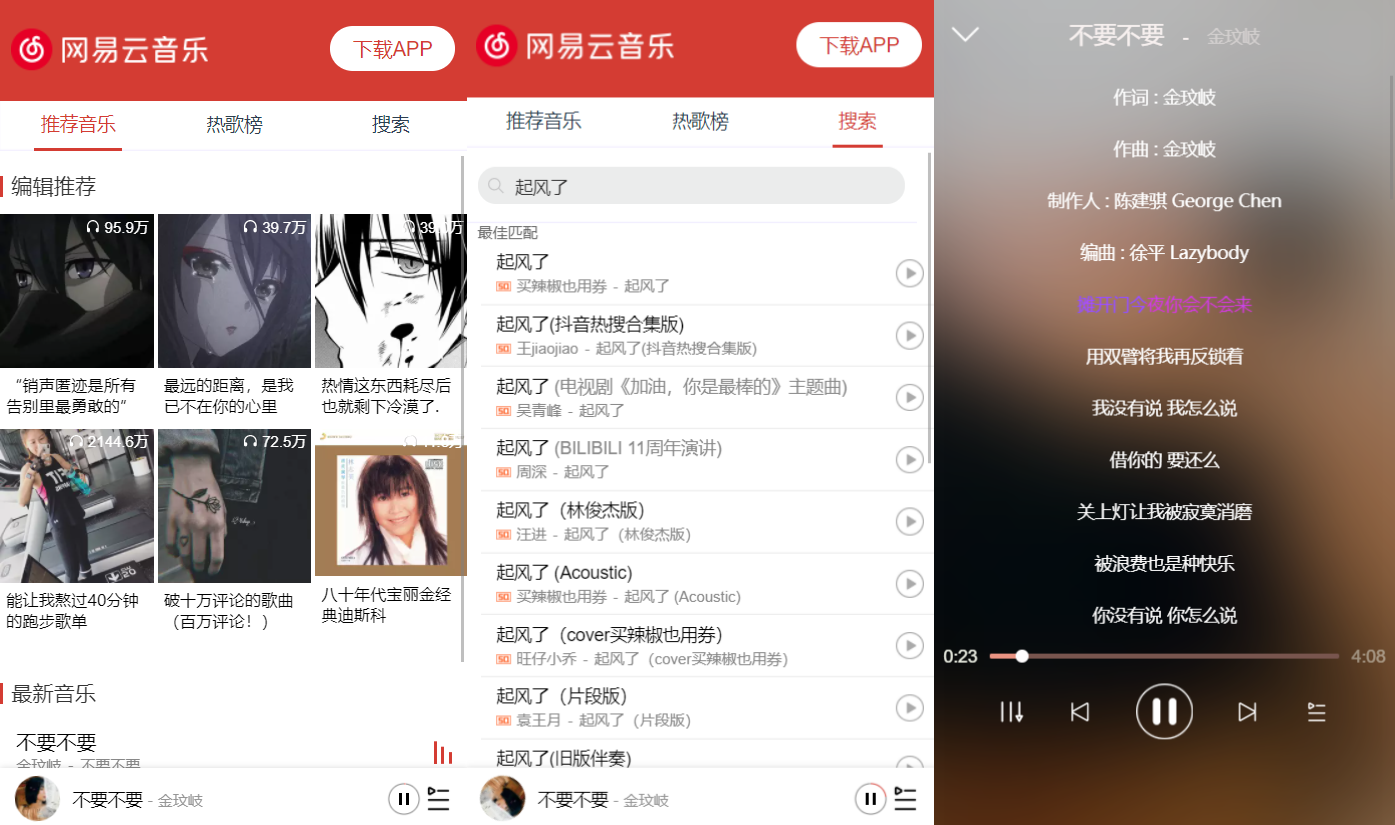 网易云音乐
下载APP
推荐音乐
热歌榜
搜索
编辑推荐
95.9万
39.7万
“销声匿迹是所有
告别里最勇敢的”
最远的距离，是我
已不在你的心里
热情这东西耗尽后
也就剩下冷漠了.
2144.6万
72.5万
能让我熬过40分钟
的跑步歌单
破十万评论的歌曲
（百万评论！）
八十年代宝丽金经
典迪斯科
最新音乐
不要不要
金玟岐 - 不要不要
不要不要 - 金玟岐
网易云音乐
下载APP
推荐音乐
热歌榜
搜索
起风了
最佳匹配
起风了
SQ 买辣椒也用券 - 起风了
起风了(抖音热搜合集版)
SQ 王jiaojiao - 起风了(抖音热搜合集版)
起风了 (电视剧《加油，你是最棒的》主题曲)
SQ 吴青峰 - 起风了
起风了 (BILIBILI 11周年演讲)
SQ 周深 - 起风了
起风了（林俊杰版）
SQ 汪进 - 起风了（林俊杰版）
起风了 (Acoustic)
SQ 买辣椒也用券 - 起风了 (Acoustic)
起风了（cover买辣椒也用券）
SQ 旺仔小乔 - 起风了（cover买辣椒也用券）
起风了（片段版）
SQ 袁王月 - 起风了（片段版）
起风了(旧版伴奏)
不要不要 - 金玟岐
不要不要 - 金玟岐
作词 : 金玟岐
作曲 : 金玟岐
制作人 : 陈建骐 George Chen
编曲 : 徐平 Lazybody
离开门今夜你会不会来
用双臂将我再反锁着
我没有说 我怎么说
借你的 要还么
关上灯让我被寂寞消磨
被浪费也是种快乐
你没有说 你怎么说
0:23
4:08